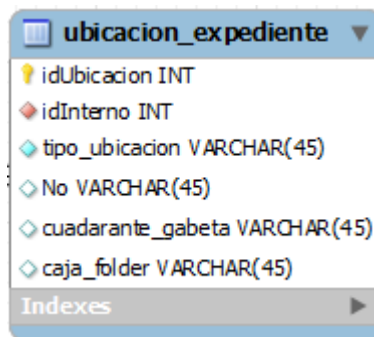 ubicacion_expediente
idUbicacion INT
idInterno INT
tipo_ubicacion VARCHAR(45)
No VARCHAR(45)
cuadarante_gabeta VARCHAR(45)
caja_folder VARCHAR(45)
Indexes